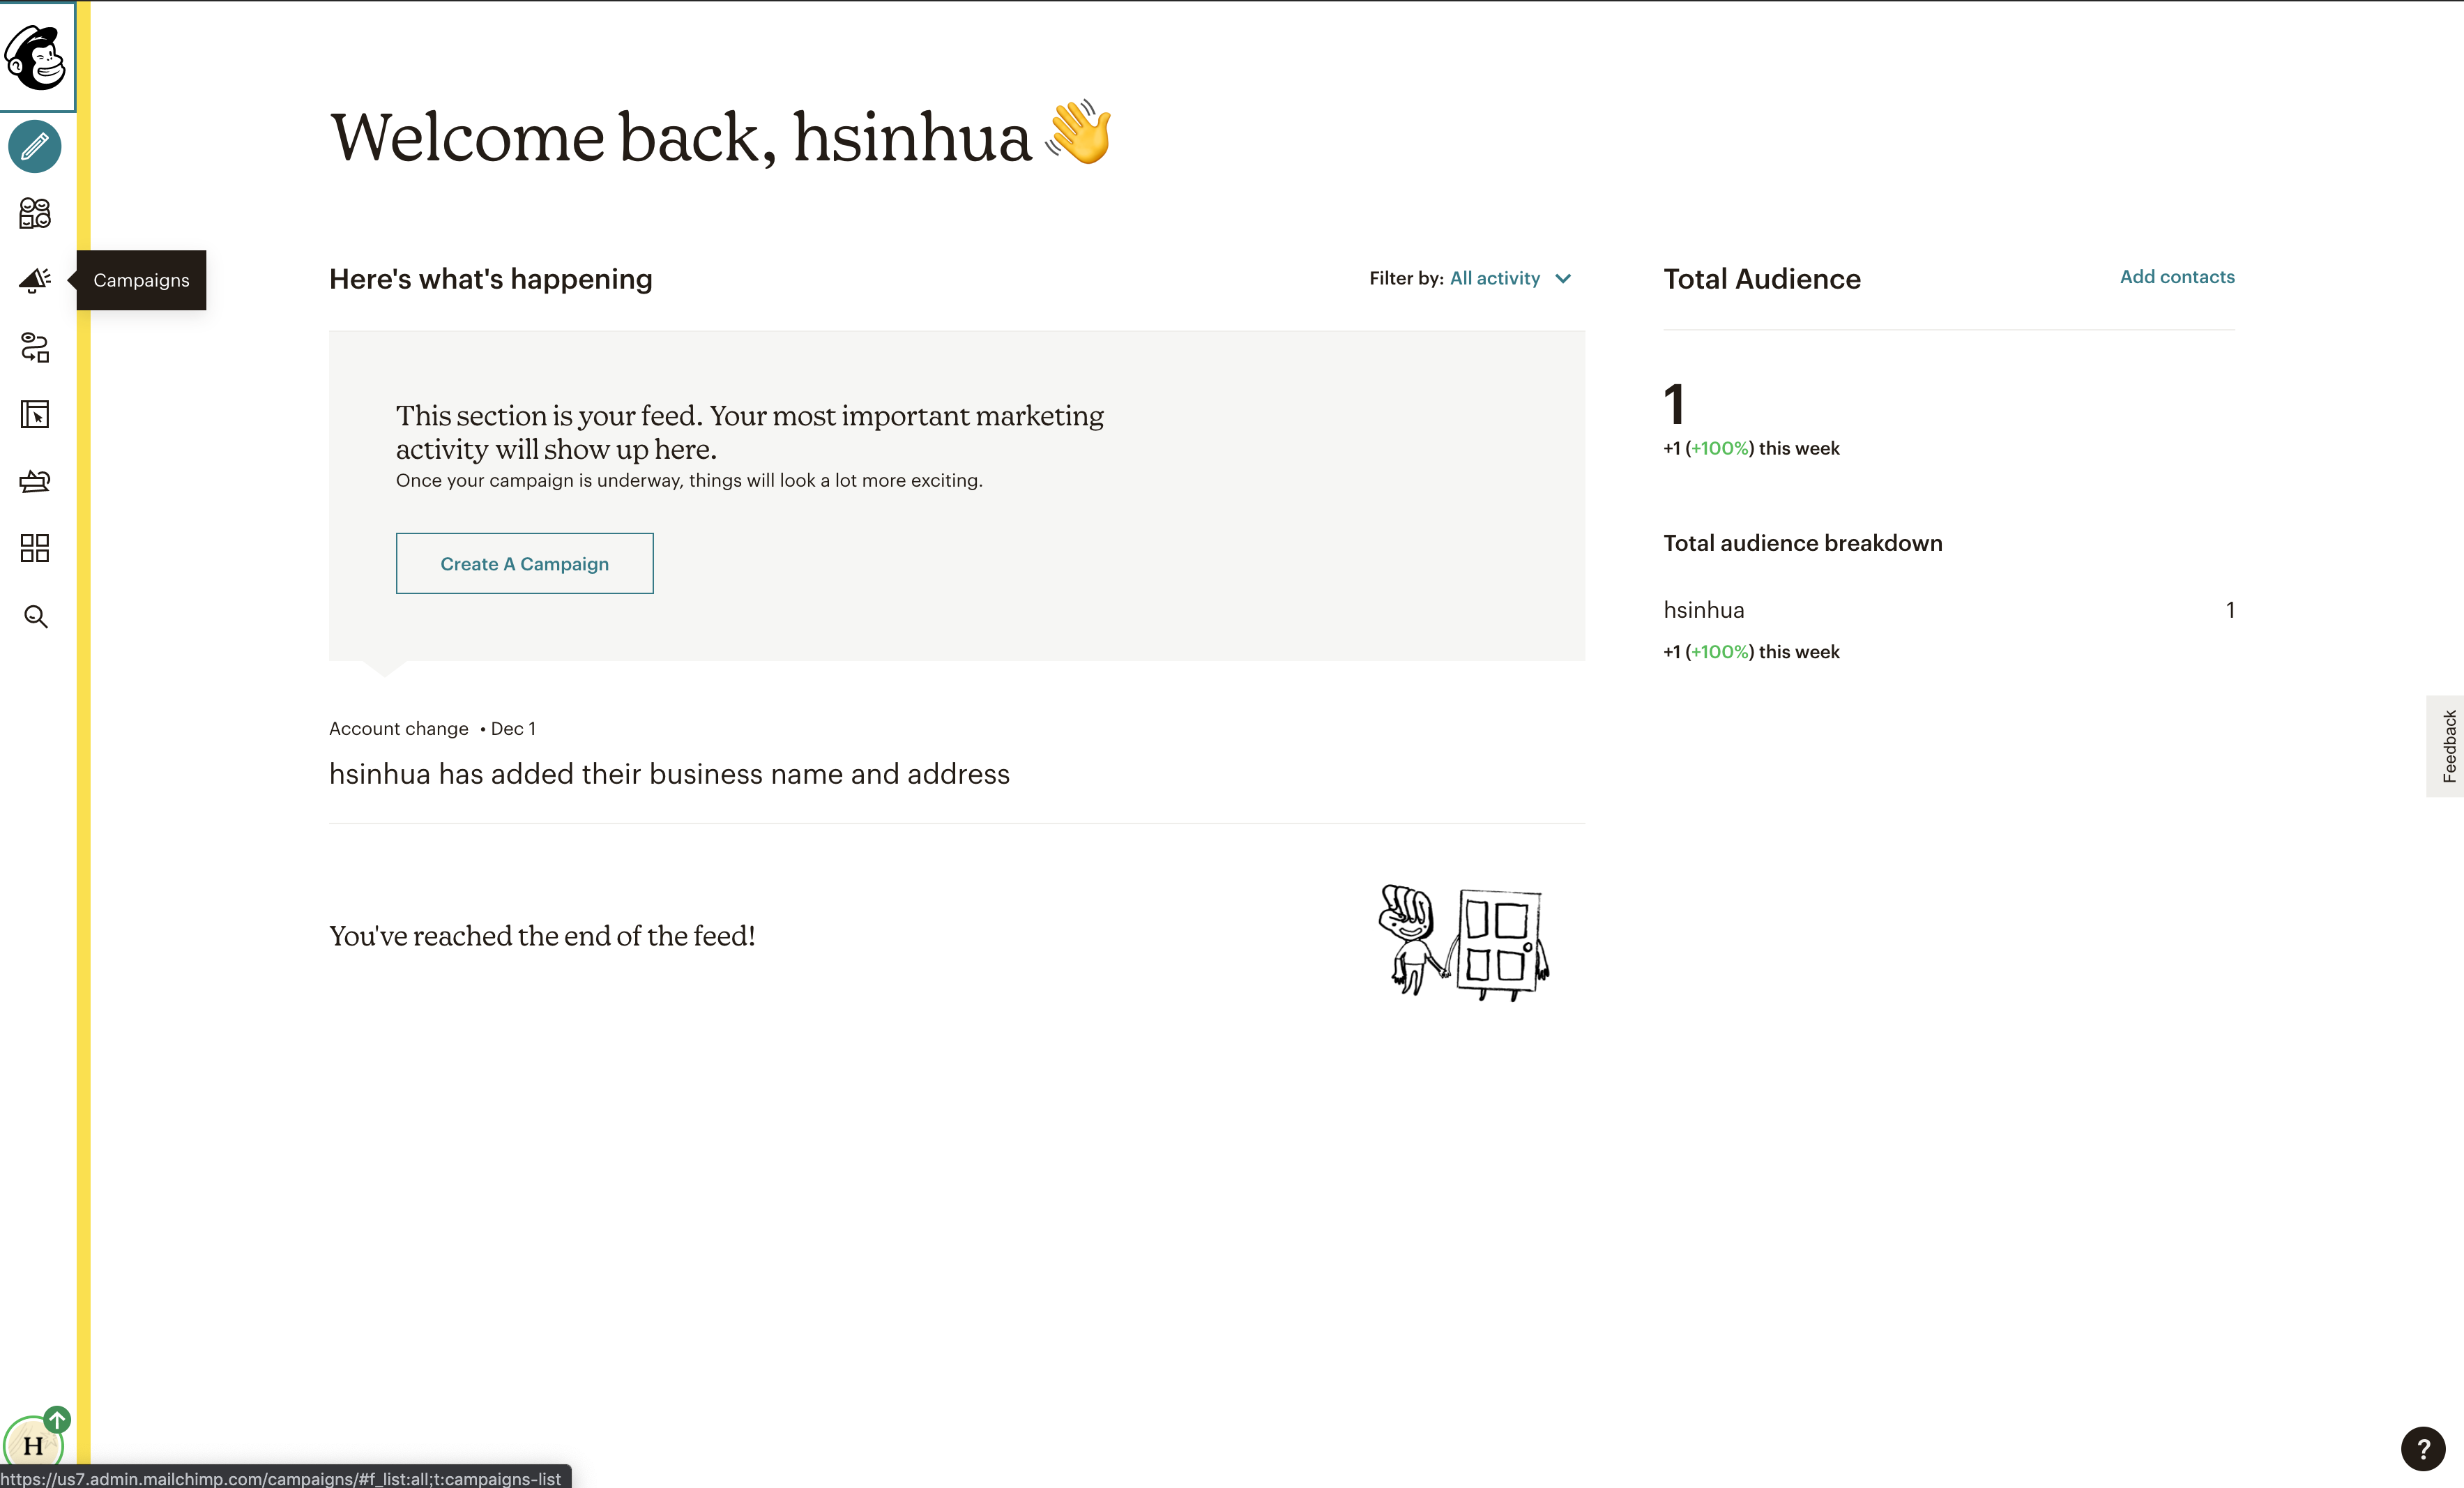 Welcome back, hsinhua 👋
Campaigns
Here's what's happening
Filter by: All activity
This section is your feed. Your most important marketing
activity will show up here.
Once your campaign is underway, things will look a lot more exciting.
Create A Campaign
Account change • Dec 1
hsinhua has added their business name and address
You've reached the end of the feed!
Total Audience
Add contacts
1
+1 (+100%) this week
Total audience breakdown
hsinhua 1
+1 (+100%) this week
Feedback
H
?
https://us7.admin.mailchimp.com/campaigns/#f_list:all;t:campaigns-list